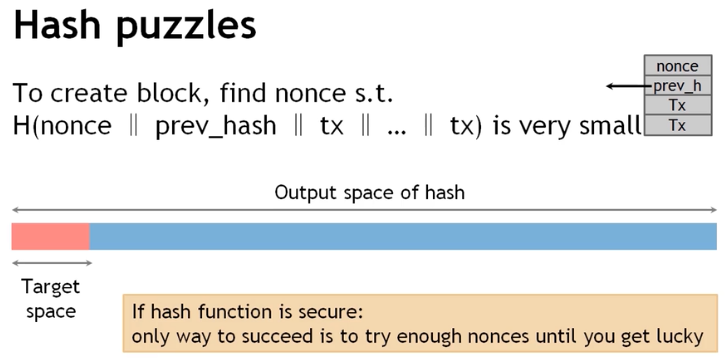 Hash puzzles
nonce
prev_h
Tx
Tx
To create block, find nonce s.t.
H(nonce || prev_hash || tx || ... || tx) is very small
Output space of hash
Target
space
If hash function is secure:
only way to succeed is to try enough nonces until you get lucky